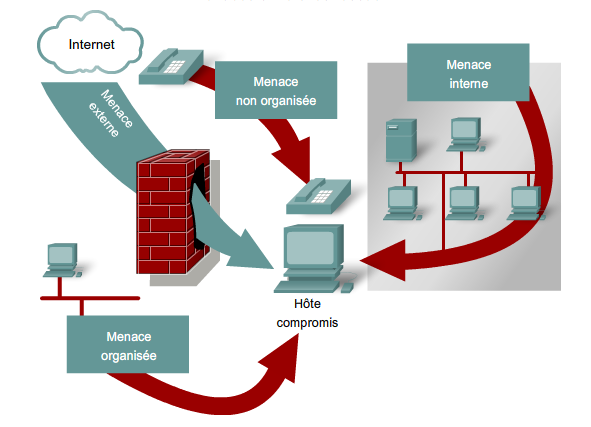 Internet
Menace
non organisée
Menace
interne
Menace
externe
Hôte
compromis
Menace
organisée